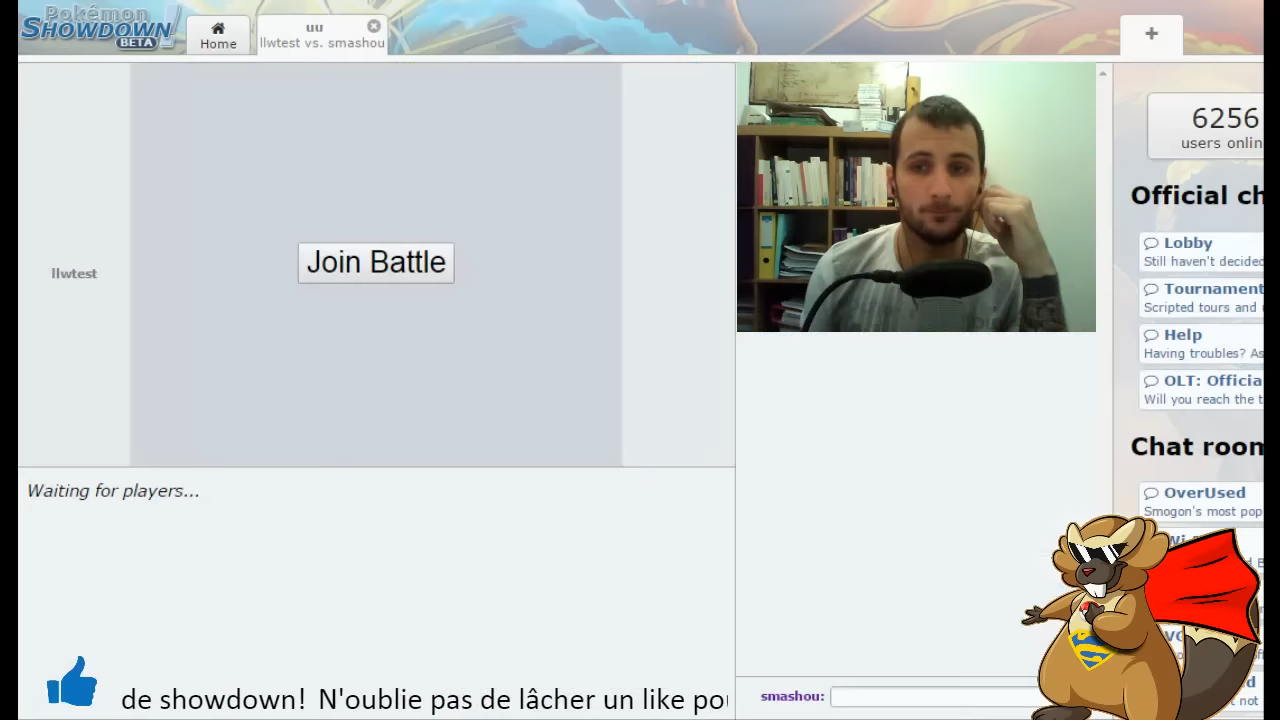 Pokémon
SHOWDOWN!
BETA
Home
uu
llwtest vs. smashou
+
llwtest
Join Battle
Waiting for players...
6256
users onlin
Official ch
Lobby
Still haven't decided
Tournament
Scripted tours and
Help
Having troubles? As
OLT: Officia
Will you reach the t
Chat room
OverUsed
Smogon's most pop
smashou:
de showdown! N'oublie pas de lâcher un like pou